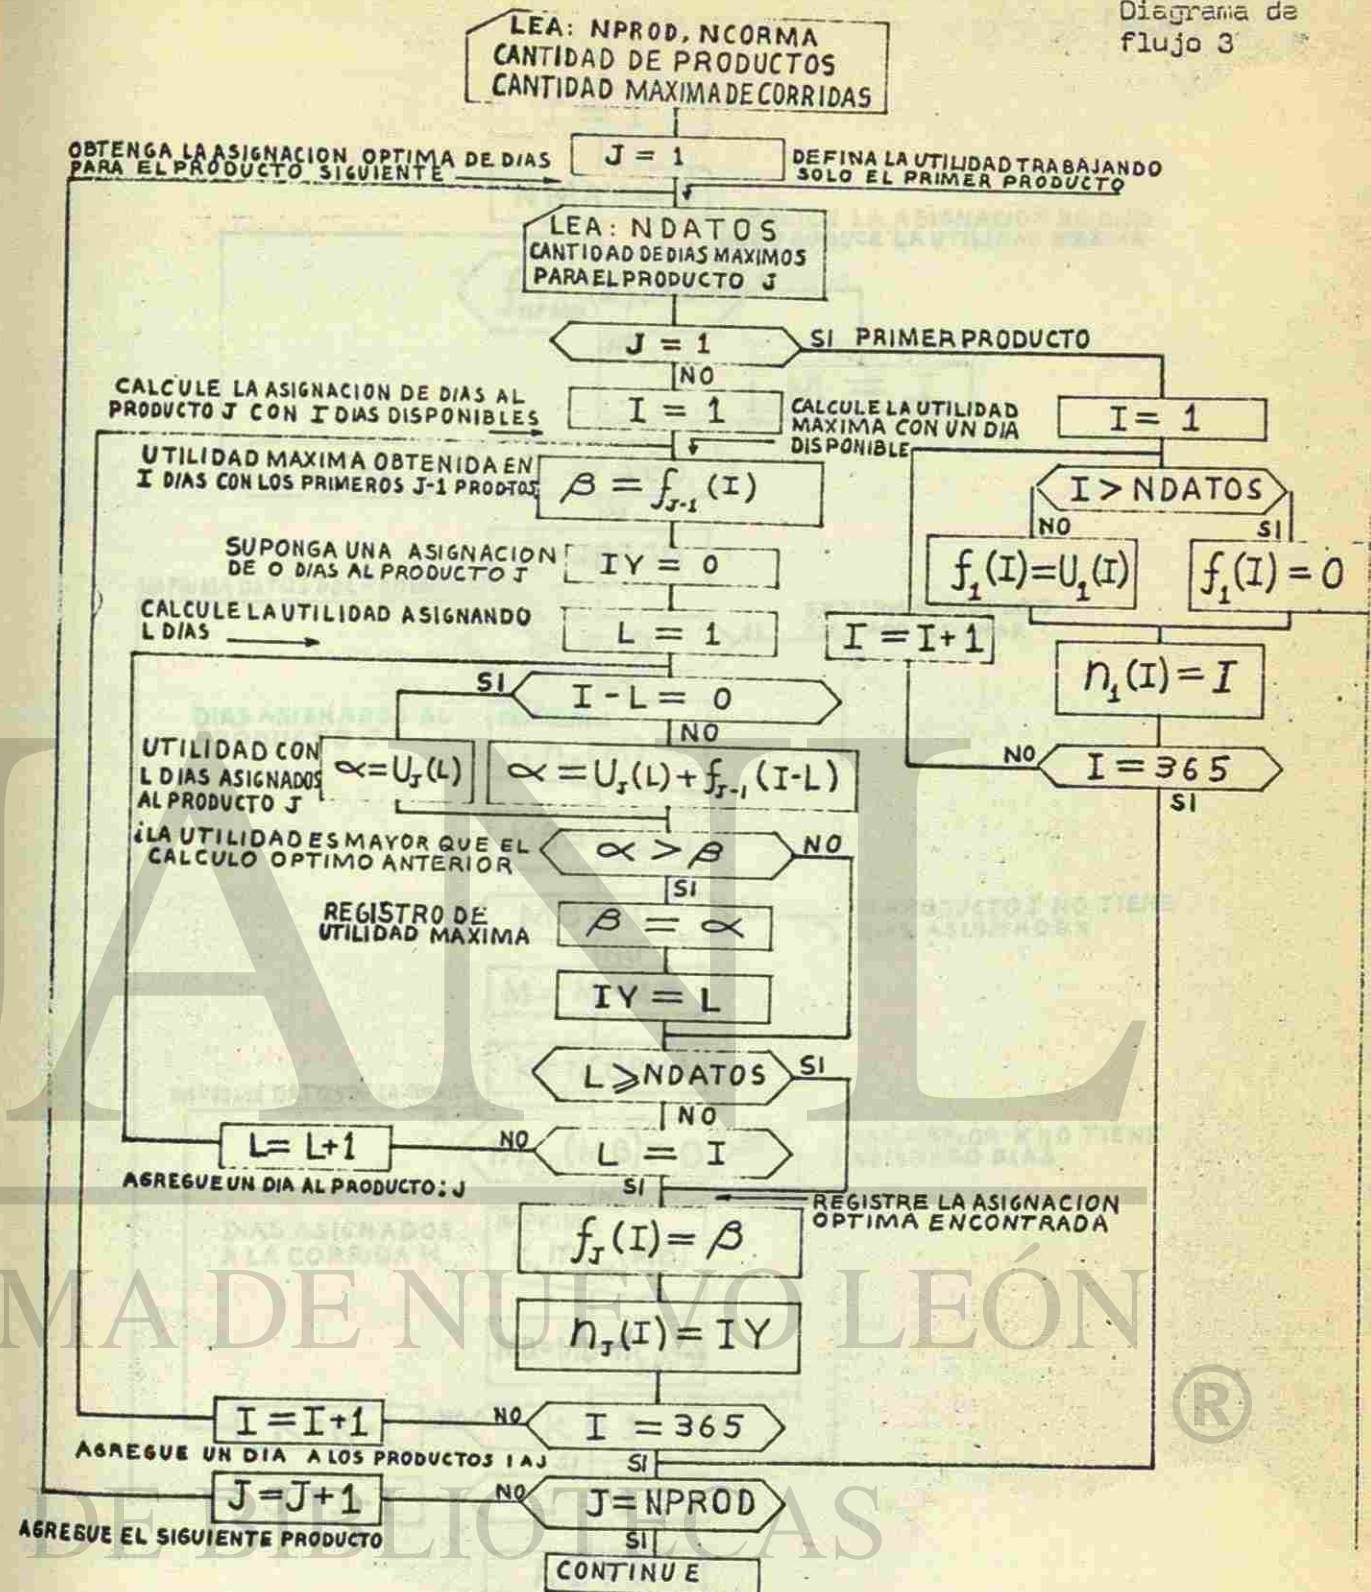 Diagrama de
flujo 3
LEA: NPROD, NCORMA
CANTIDAD DE PRODUCTOS
CANTIDAD MAXIMA DE CORRIDAS
OBTENGA LA ASIGNACION OPTIMA DE DIAS
PARA EL PRODUCTO SIGUIENTE
J = 1
DEFINA LA UTILIDAD TRABAJANDO
SOLO EL PRIMER PRODUCTO
LEA: NDATOS
CANTIDAD DE DIAS MAXIMOS
PARA EL PRODUCTO J
J = 1
SI PRIMER PRODUCTO
NO
CALCULE LA ASIGNACION DE DIAS AL
PRODUCTO J CON I DIAS DISPONIBLES
I = 1
CALCULE LA UTILIDAD
MAXIMA CON UN DIA
DISPONIBLE
I = 1
UTILIDAD MAXIMA OBTENIDA EN
I DIAS CON LOS PRIMEROS J-1 PRODTOS
β = f_{J-1} (I)
I > NDATOS
NO
SI
f₁(I)=U₁(I)
f₁(I) = 0
SUPONGA UNA ASIGNACION
DE 0 DIAS AL PRODUCTO J
IY = 0
CALCULE LA UTILIDAD ASIGNANDO
L DIAS
L = 1
I = I+1
n₁(I) = I
SI
I - L = 0
NO
NO
I = 365
SI
UTILIDAD CON
L DIAS ASIGNADOS
AL PRODUCTO J
α=U_J(L)
α = U_J(L) + f_{J-1} (I-L)
¿LA UTILIDAD ES MAYOR QUE EL
CALCULO OPTIMO ANTERIOR
α > β
NO
SI
REGISTRO DE
UTILIDAD MAXIMA
β = α
IY = L
L ⩾ NDATOS
SI
NO
L= L+1
NO
L = I
AGREGUE UN DIA AL PRODUCTO: J
SI
REGISTRE LA ASIGNACION
OPTIMA ENCONTRADA
f_J (I) = β
n_J(I) = IY
I = I+1
NO
I = 365
AGREGUE UN DIA A LOS PRODUCTOS 1 A J
SI
J=J+1
NO
J= NPROD
AGREGUE EL SIGUIENTE PRODUCTO
SI
CONTINUE
UANL
MA DE NUEVO LEÓN
®
DE BIBLIOTECAS